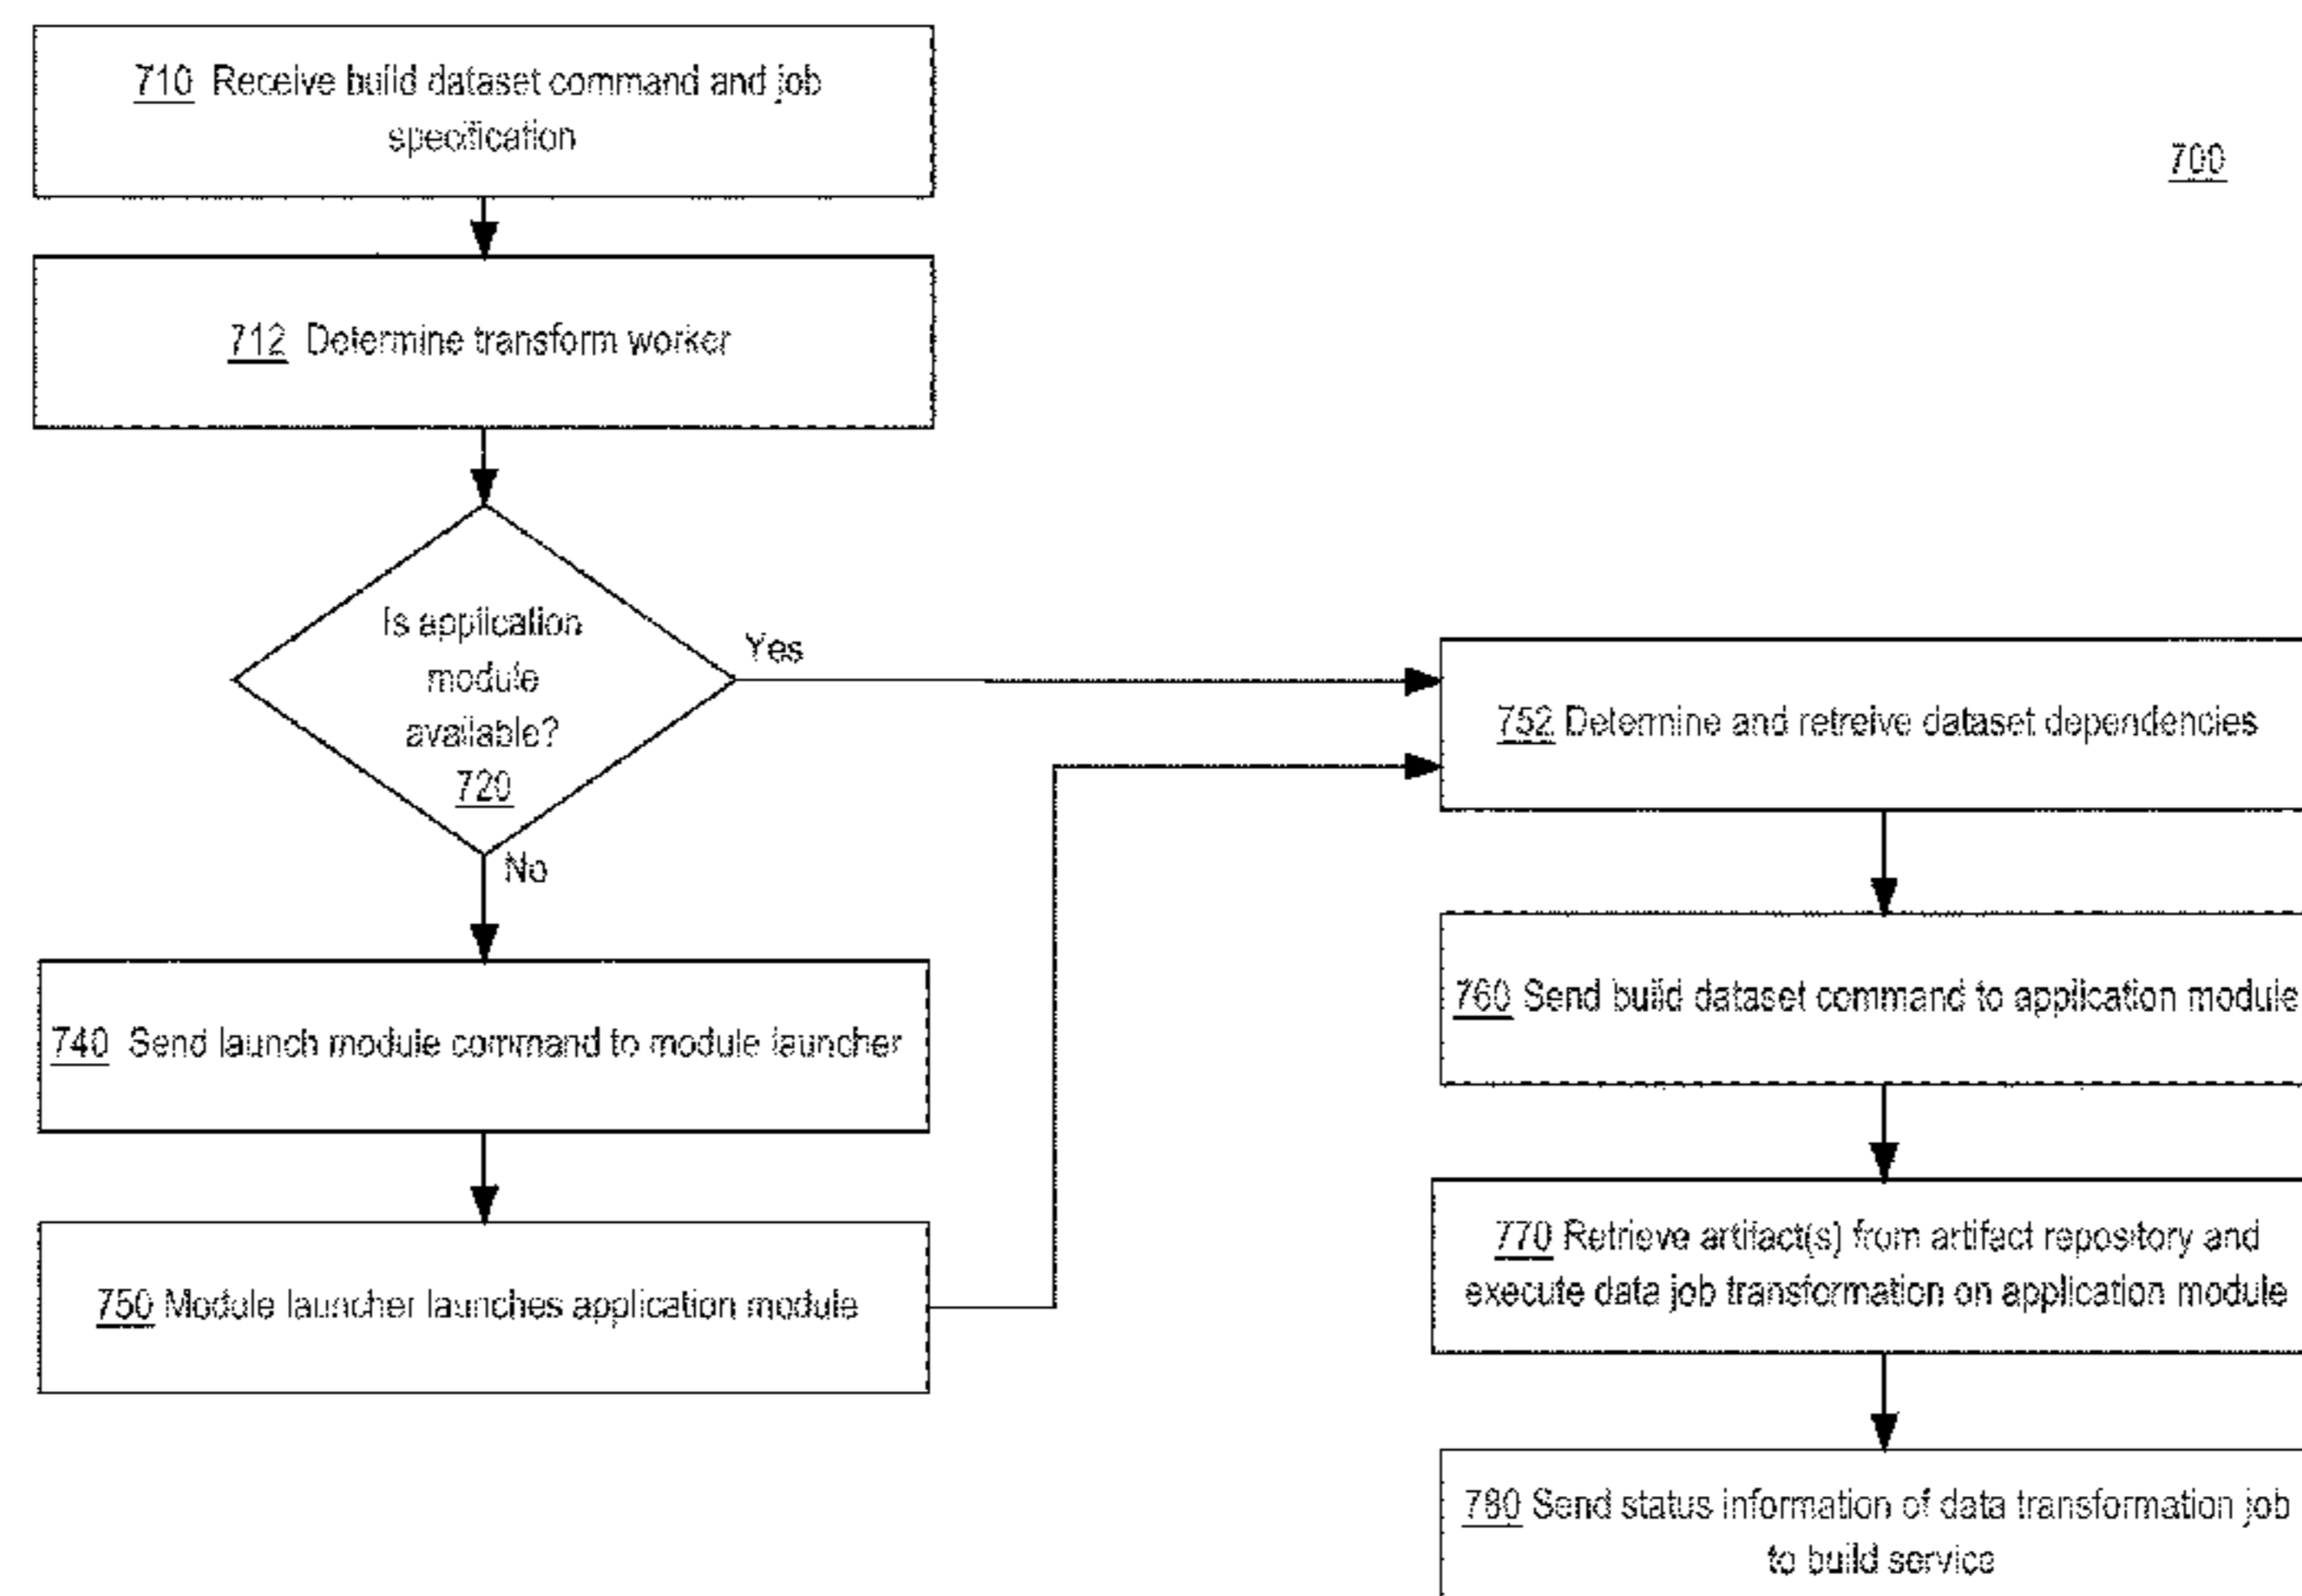 710 Receive build dataset command and job
specification
700
712 Determine transform worker
Is application
module
available?
720
Yes
No
740 Send launch module command to module launcher
750 Module launcher launches application module
752 Determine and retreive dataset dependencies
760 Send build dataset command to application module
770 Retrieve artifact(s) from artifact repository and
execute data job transformation on application module
780 Send status information of data transformation job
to build service